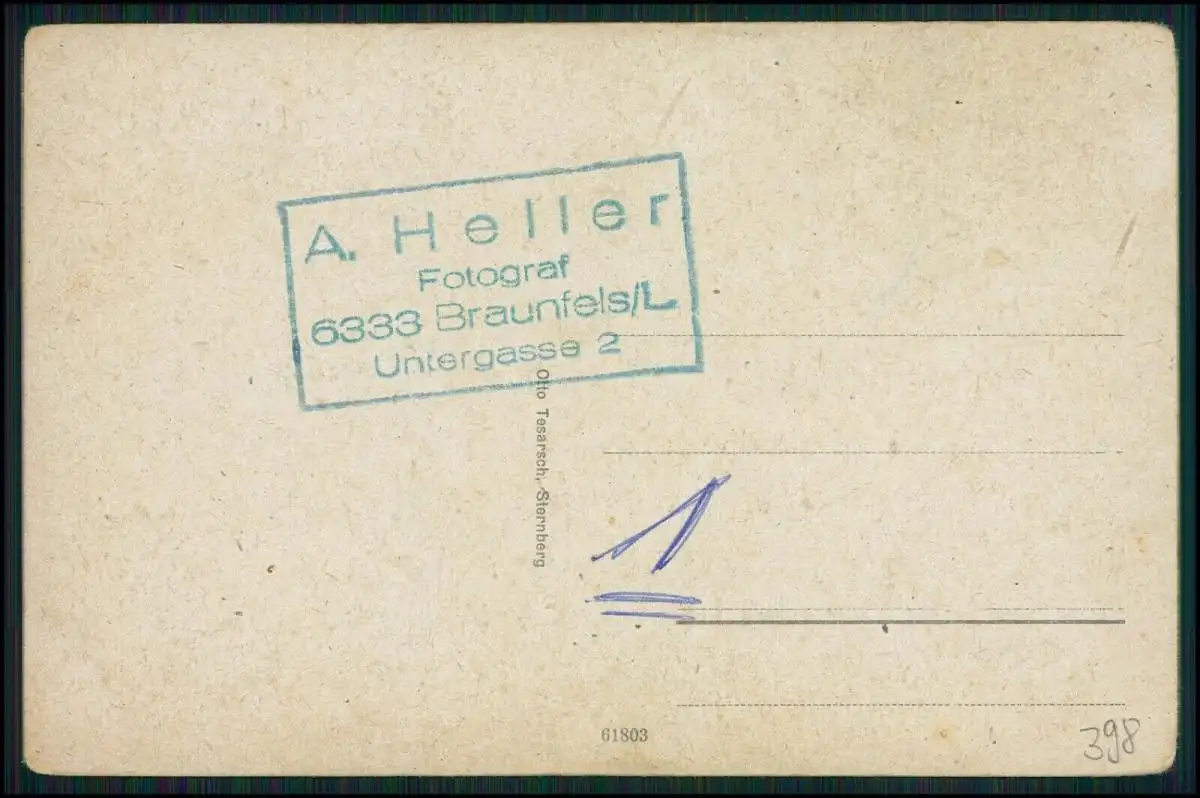 A. Heller
Fotograf
6333 Braunfels/L
Untergasse 2
Otto Tesarsch, Sternberg
1
61803
398